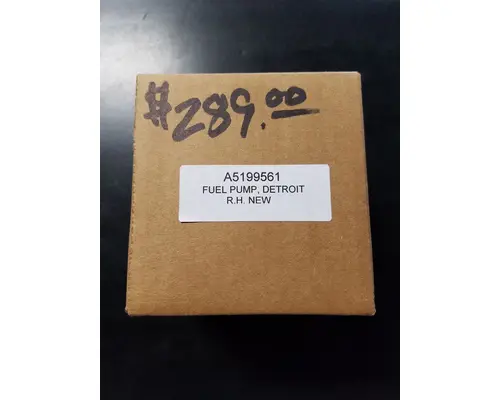 $289.00
A5199561
FUEL PUMP, DETROIT
R.H. NEW